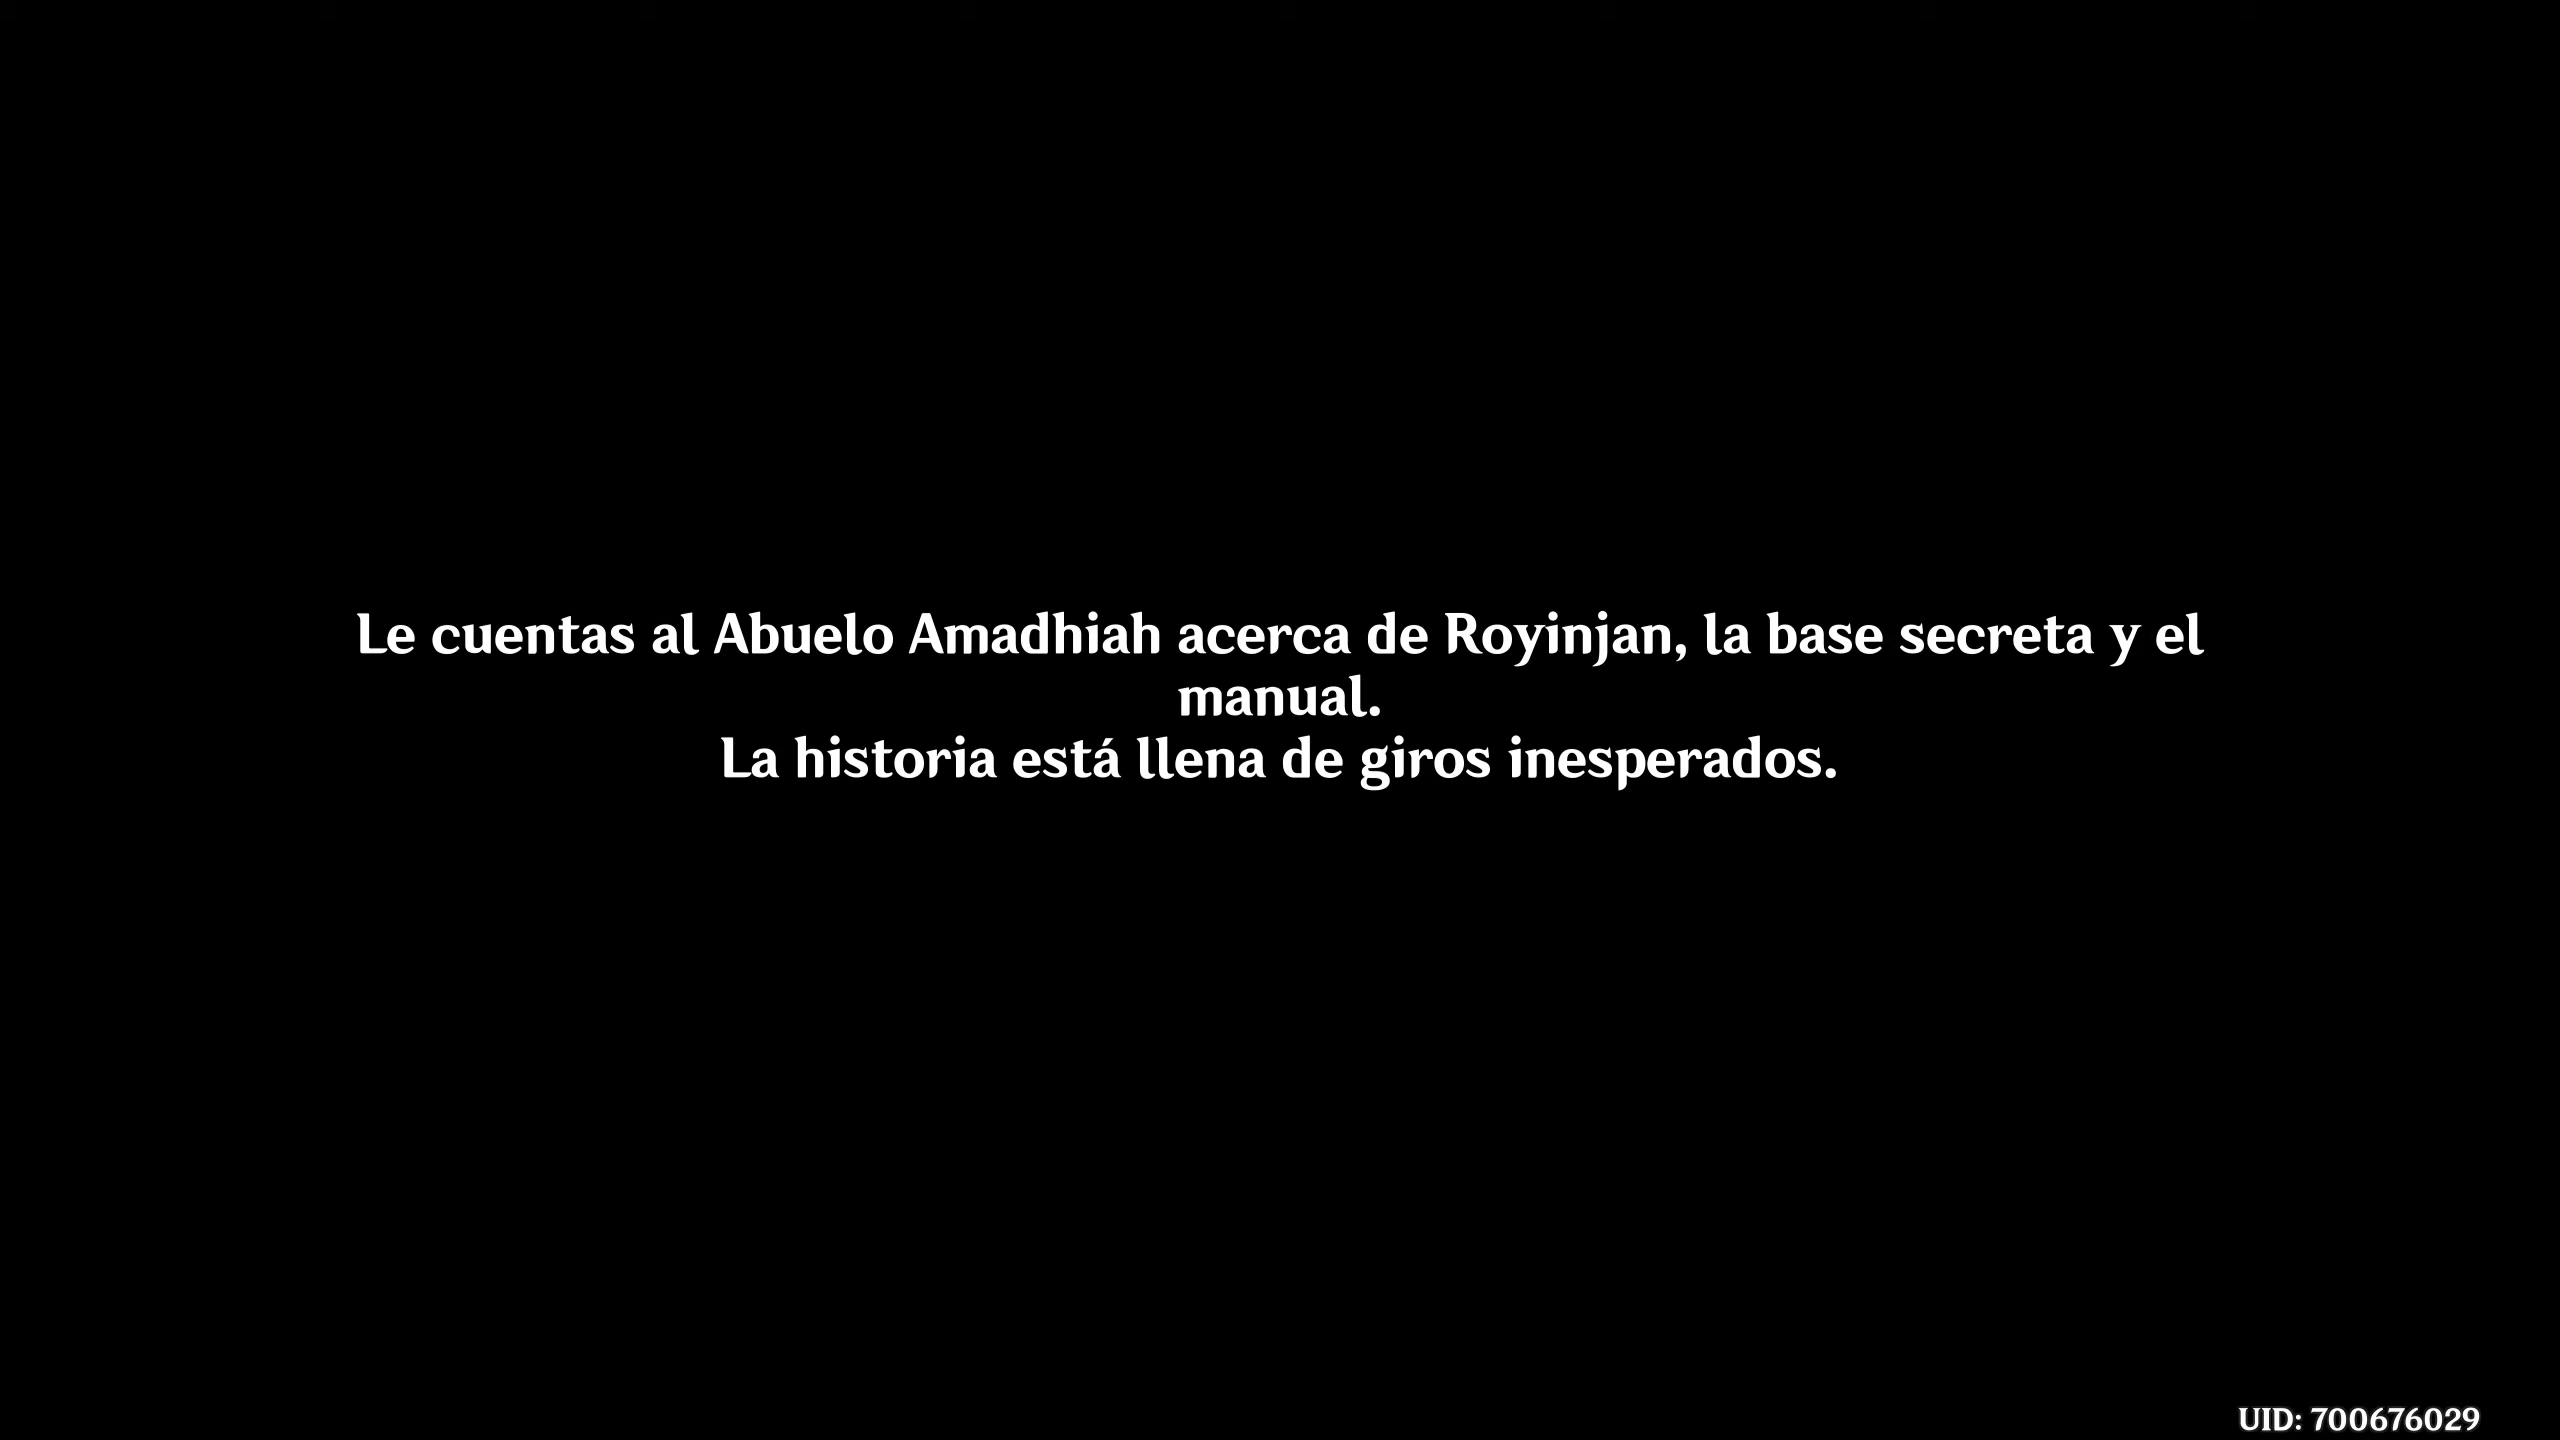 Le cuentas al Abuelo Amadhiah acerca de Royinjan, la base secreta y el
manual.
La historia está llena de giros inesperados.
UID: 700676029